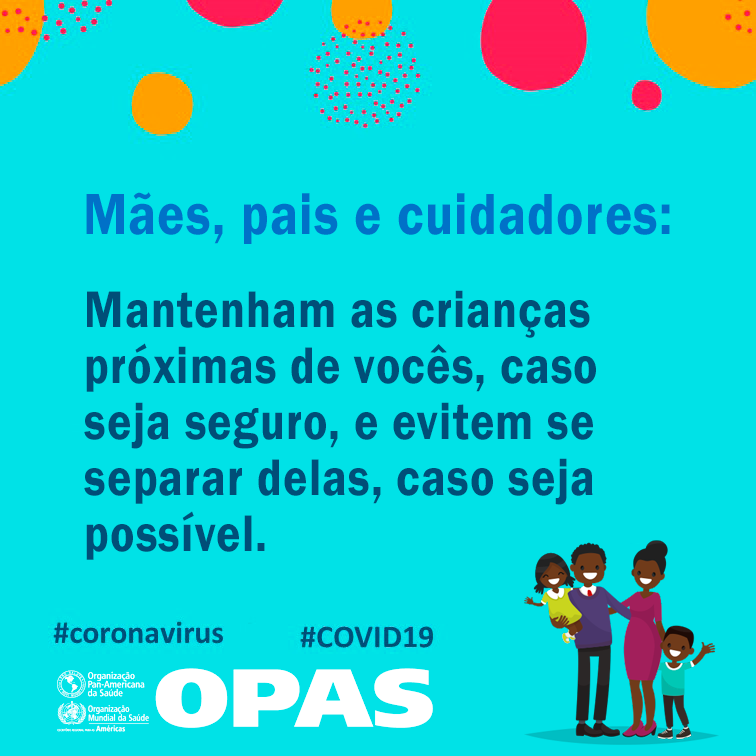 Mães, pais e cuidadores:
Mantenham as crianças
próximas de vocês, caso
seja seguro, e evitem se
separar delas, caso seja
possível.
#coronavirus
#COVID19
Organização
Pan-Americana
da Saúde
Organização
Mundial da Saúde
Américas
OPAS